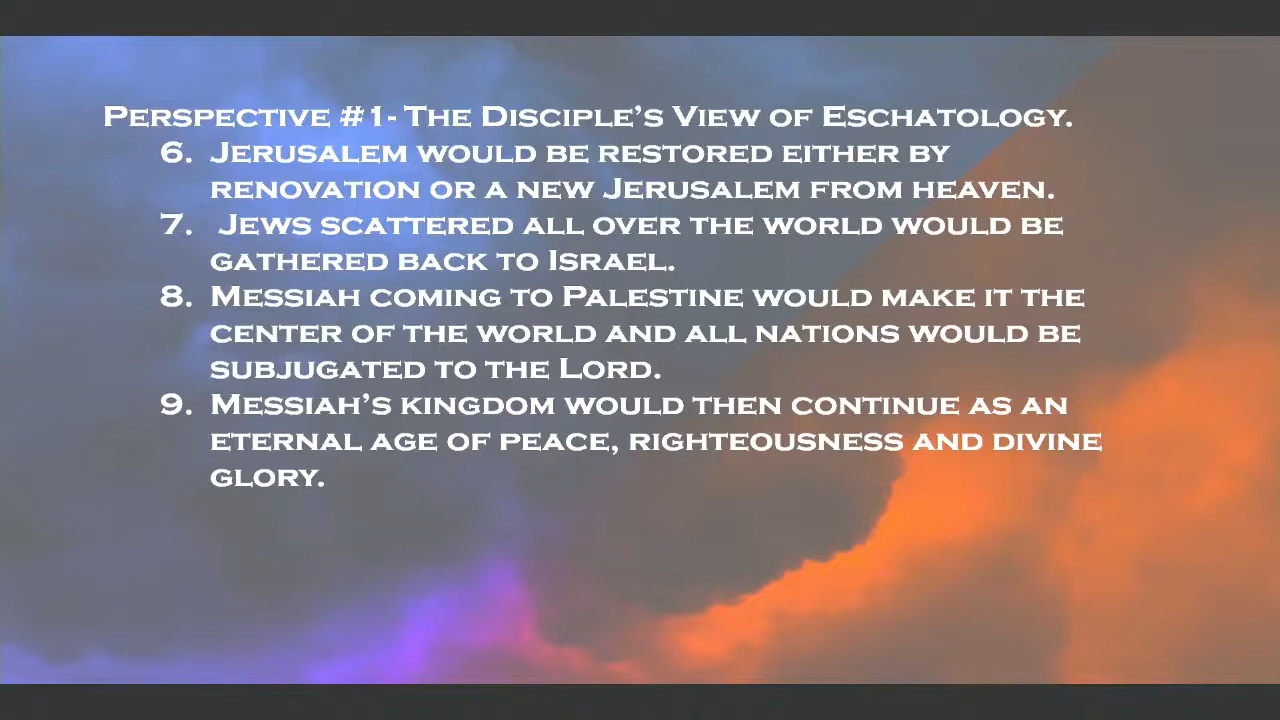 Perspective #1- The Disciple's View of Eschatology.
6. Jerusalem would be restored either by
renovation or a new Jerusalem from heaven.
7. Jews scattered all over the world would be
gathered back to Israel.
8. Messiah coming to Palestine would make it the
center of the world and all nations would be
subjugated to the Lord.
9. Messiah's kingdom would then continue as an
eternal age of peace, righteousness and divine
glory.